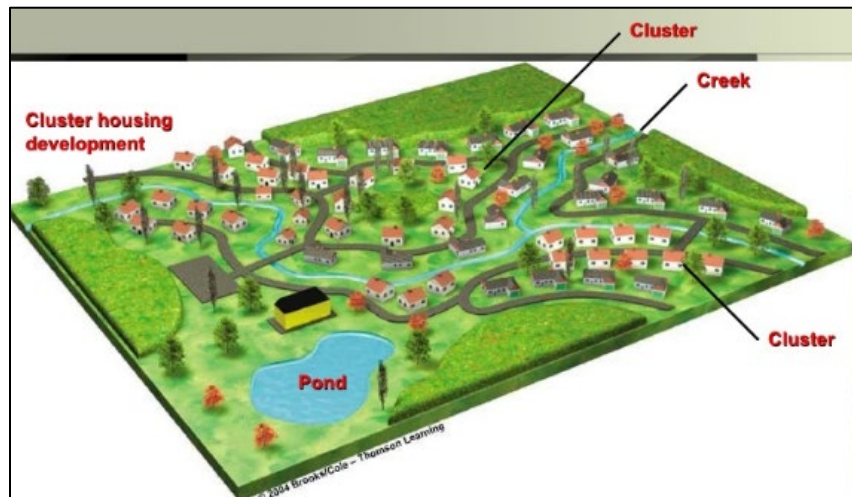 Cluster
Creek
Cluster housing
development
Cluster
Pond
© 2004 Brooks/Cole – Thomson Learning